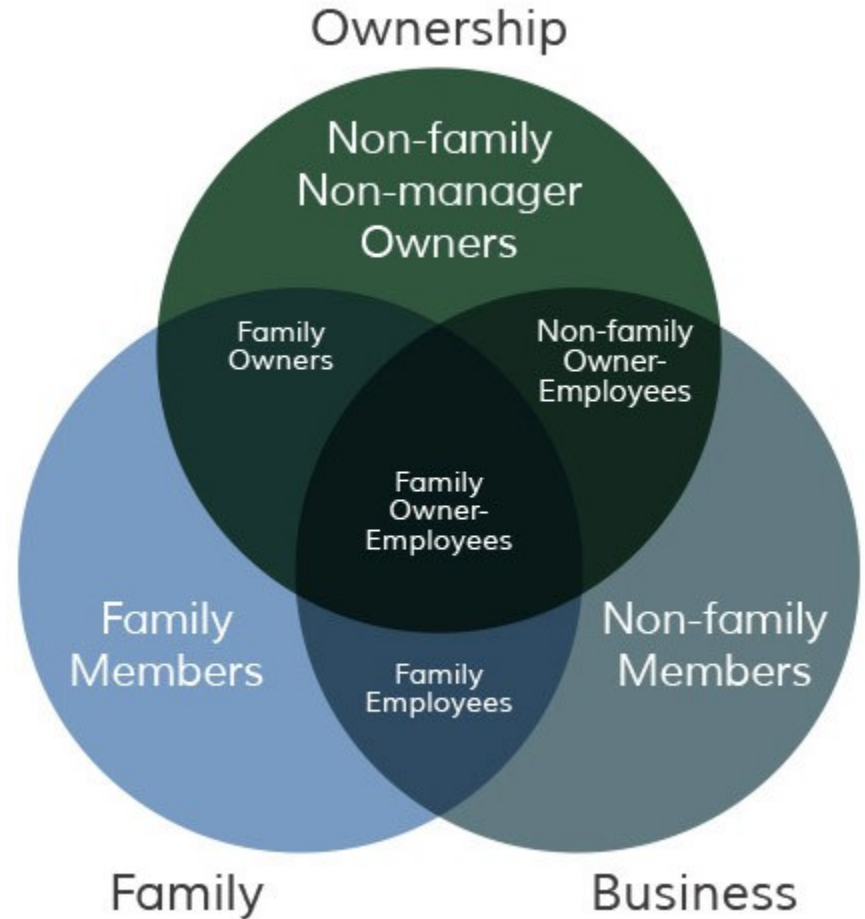 Ownership
Non-family
Non-manager
Owners
Family
Owners
Non-family
Owner-
Employees
Family
Owner-
Employees
Family
Members
Non-family
Members
Family
Employees
Family
Business